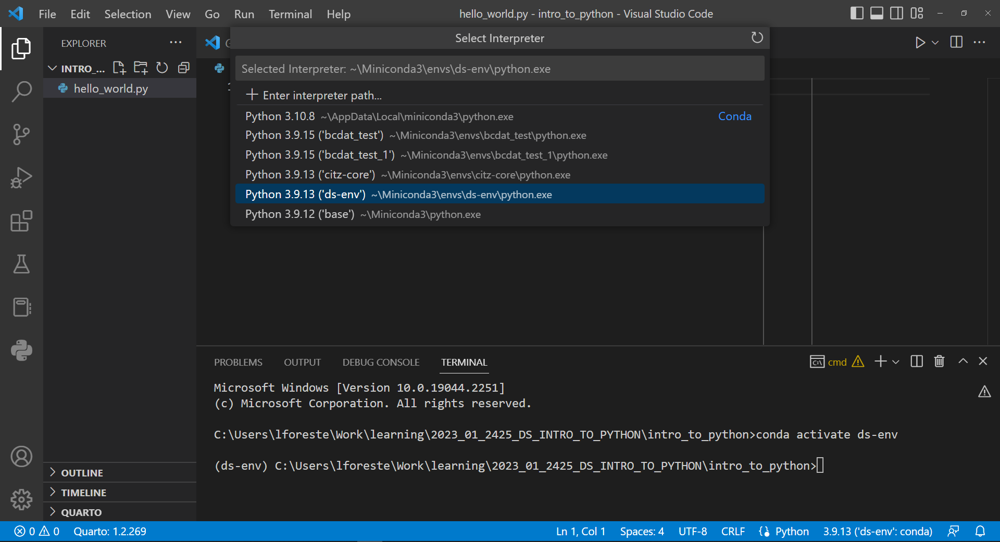 File Edit Selection View Go Run Terminal Help
hello_world.py - intro_to_python - Visual Studio Code
EXPLORER
INTRO_...
hello_world.py
Select Interpreter
Selected Interpreter: ~\Miniconda3\envs\ds-env\python.exe
Enter interpreter path...
Python 3.10.8 ~\AppData\Local\miniconda3\python.exe Conda
Python 3.9.15 ('bcdat_test') ~\Miniconda3\envs\bcdat_test\python.exe
Python 3.9.15 ('bcdat_test_1') ~\Miniconda3\envs\bcdat_test_1\python.exe
Python 3.9.13 ('citz-core') ~\Miniconda3\envs\citz-core\python.exe
Python 3.9.13 ('ds-env') ~\Miniconda3\envs\ds-env\python.exe
Python 3.9.12 ('base') ~\Miniconda3\python.exe
PROBLEMS OUTPUT DEBUG CONSOLE TERMINAL
cmd
Microsoft Windows [Version 10.0.19044.2251]
(c) Microsoft Corporation. All rights reserved.
C:\Users\lforeste\Work\learning\2023_01_2425_DS_INTRO_TO_PYTHON\intro_to_python>conda activate ds-env
(ds-env) C:\Users\lforeste\Work\learning\2023_01_2425_DS_INTRO_TO_PYTHON\intro_to_python>
OUTLINE
TIMELINE
QUARTO
0 0 Quarto: 1.2.269
Ln 1, Col 1 Spaces: 4 UTF-8 CRLF Python 3.9.13 ('ds-env': conda)